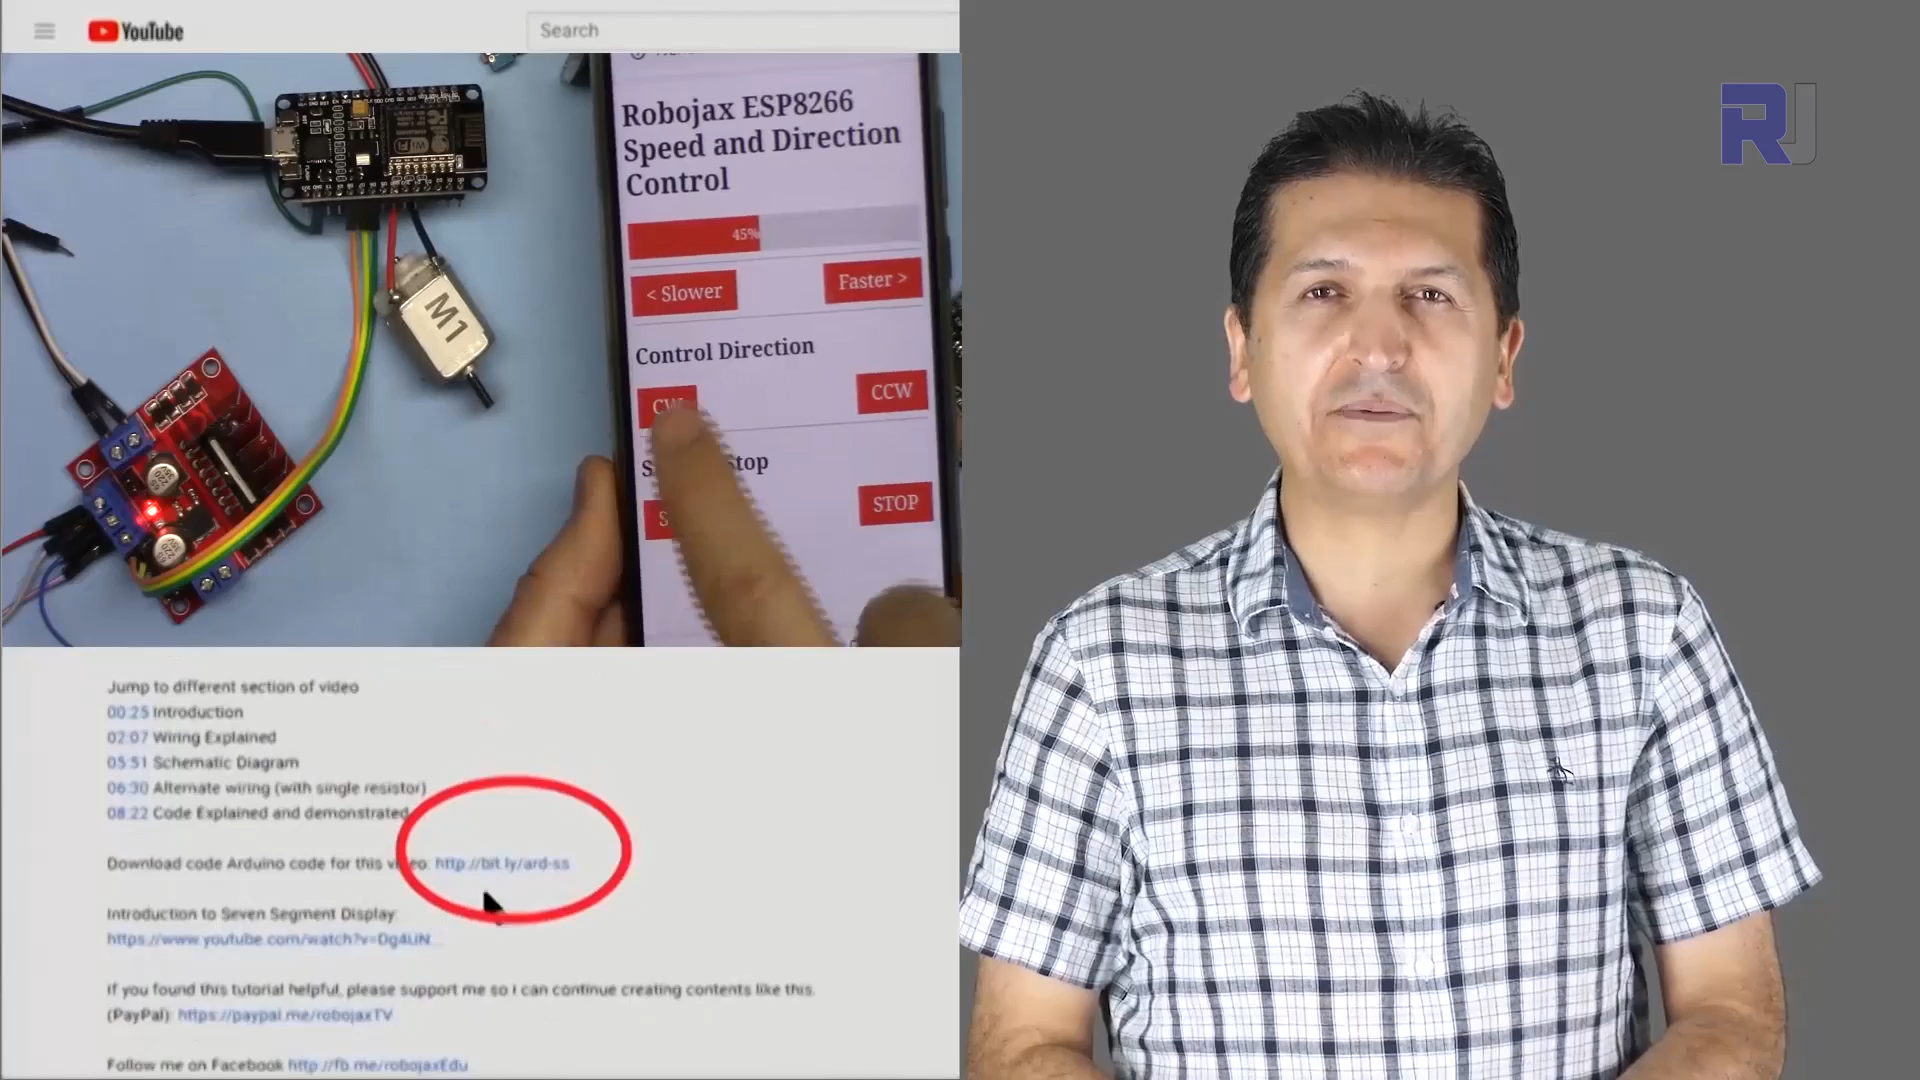 YouTube
Search
Robojax ESP8266
Speed and Direction
Control
45%
< Slower
Faster >
Control Direction
CW
CCW
STOP
M1
WiFi
RJ
Jump to different section of video
00:25 Introduction
02:07 Wiring Explained
05:51 Schematic Diagram
06:30 Alternate wiring (with single resistor)
08:22 Code Explained and demonstrated
Download code Arduino code for this video: http://bit.ly/ard-ss
Introduction to Seven Segment Display:
https://www.youtube.com/watch?v=Dg4UN...
If you found this tutorial helpful, please support me so i can continue creating contents like this.
(PayPal): https://paypal.me/robojaxTV
Follow me on Facebook http://fb.me/robojaxEdu